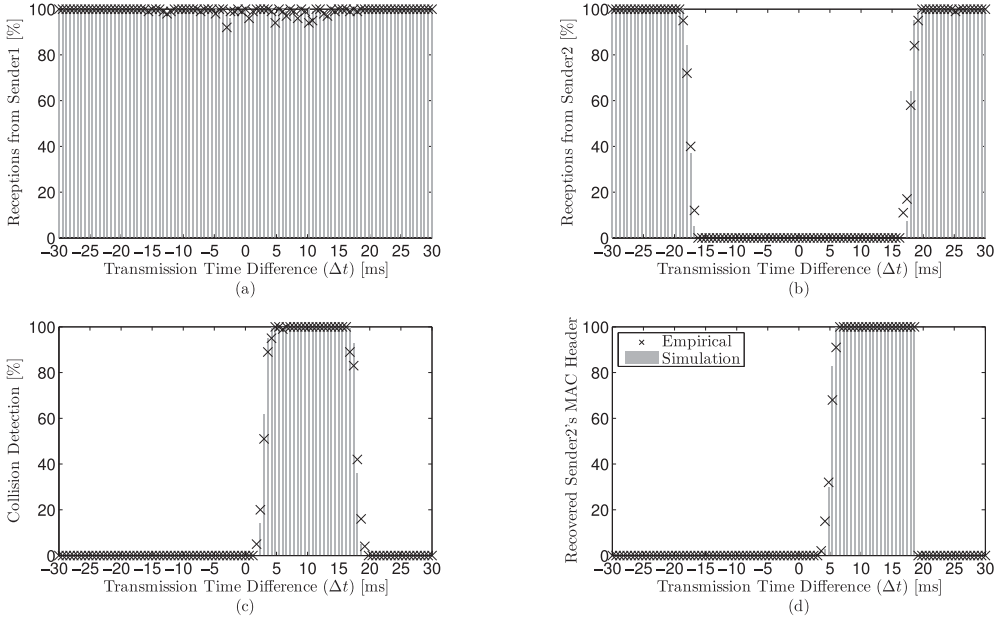 100
80
60
40
20
0
Receptions from Sender1 [%]
-30 -25 -20 -15 -10 -5 0 5 10 15 20 25 30
Transmission Time Difference (Δt) [ms]
(a)
100
80
60
40
20
0
Receptions from Sender2 [%]
-30 -25 -20 -15 -10 -5 0 5 10 15 20 25 30
Transmission Time Difference (Δt) [ms]
(b)
100
80
60
40
20
0
Collision Detection [%]
-30 -25 -20 -15 -10 -5 0 5 10 15 20 25 30
Transmission Time Difference (Δt) [ms]
(c)
100
80
60
40
20
0
Recovered Sender2's MAC Header
Empirical
Simulation
-30 -25 -20 -15 -10 -5 0 5 10 15 20 25 30
Transmission Time Difference (Δt) [ms]
(d)